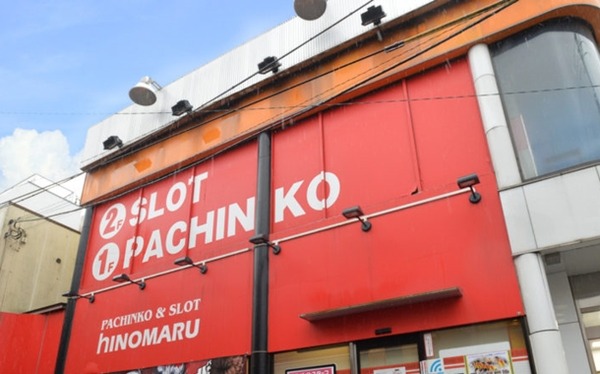 2F SLOT
1F PACHINKO
PACHINKO & SLOT
hINOMARU